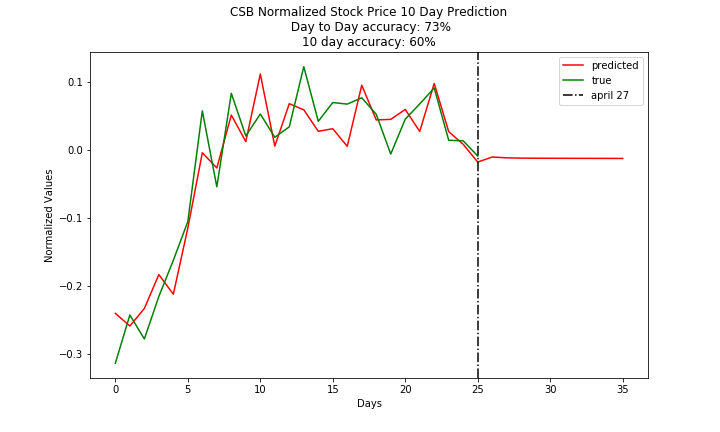 CSB Normalized Stock Price 10 Day Prediction
Day to Day accuracy: 73%
10 day accuracy: 60%
predicted
true
april 27
0.1
0.0
−0.1
−0.2
−0.3
Normalized Values
0 5 10 15 20 25 30 35
Days